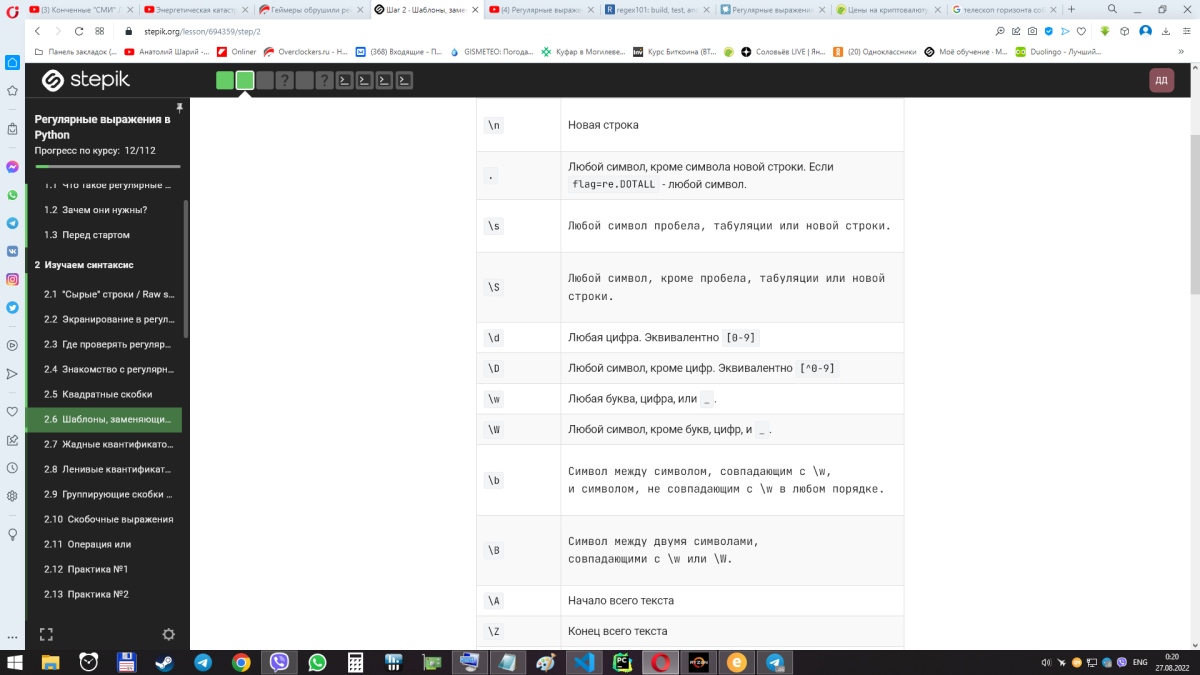 (3) Конченные "СМИ" /
Энергетическая катаст
Геймеры обрушили ре
Шаг 2 - Шаблоны, заме
(4) Регулярные выраж
regex101: build, test, an
Регулярные выражени
Цены на криптовалют
телескоп горизонта со
stepik.org/lesson/694359/step/2
Панель закладок (...
Анатолий Шарий -...
Onliner
Overclockers.ru - Н...
(368) Входящие - П...
GISMETEO: Погода...
Куфар в Могилеве...
Курс Биткоина (BT...
Соловьёв LIVE | Ян...
(20) Одноклассники
Моё обучение · M...
Duolingo - Лучший...
stepik
ДД
Регулярные выражения в
Python
Прогресс по курсу: 12/112
1.1 Что такое регулярные ...
1.2 Зачем они нужны?
1.3 Перед стартом
2 Изучаем синтаксис
2.1 "Сырые" строки / Raw s...
2.2 Экранирование в регул...
2.3 Где проверять регуляр...
2.4 Знакомство с регулярн...
2.5 Квадратные скобки
2.6 Шаблоны, заменяющи...
2.7 Жадные квантификато...
2.8 Ленивые квантификат...
2.9 Группирующие скобки ...
2.10 Скобочные выражения
2.11 Операция или
2.12 Практика №1
2.13 Практика №2
\n Новая строка
. Любой символ, кроме символа новой строки. Если
flag=re.DOTALL - любой символ.
\s Любой символ пробела, табуляции или новой строки.
\S Любой символ, кроме пробела, табуляции или новой
строки.
\d Любая цифра. Эквивалентно [0-9]
\D Любой символ, кроме цифр. Эквивалентно [^0-9]
\w Любая буква, цифра, или _ .
\W Любой символ, кроме букв, цифр, и _ .
\b Символ между символом, совпадающим с \w,
и символом, не совпадающим с \w в любом порядке.
\B Символ между двумя символами,
совпадающими с \w или \W.
\A Начало всего текста
\Z Конец всего текста
ENG
0:20
27.08.2022